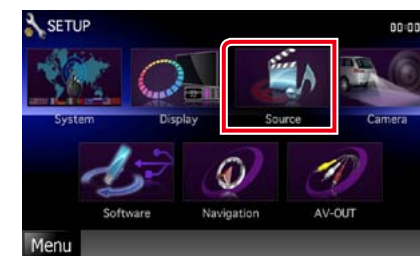 SETUP 00:00
System Display Source Camera
Software Navigation AV-OUT
Menu